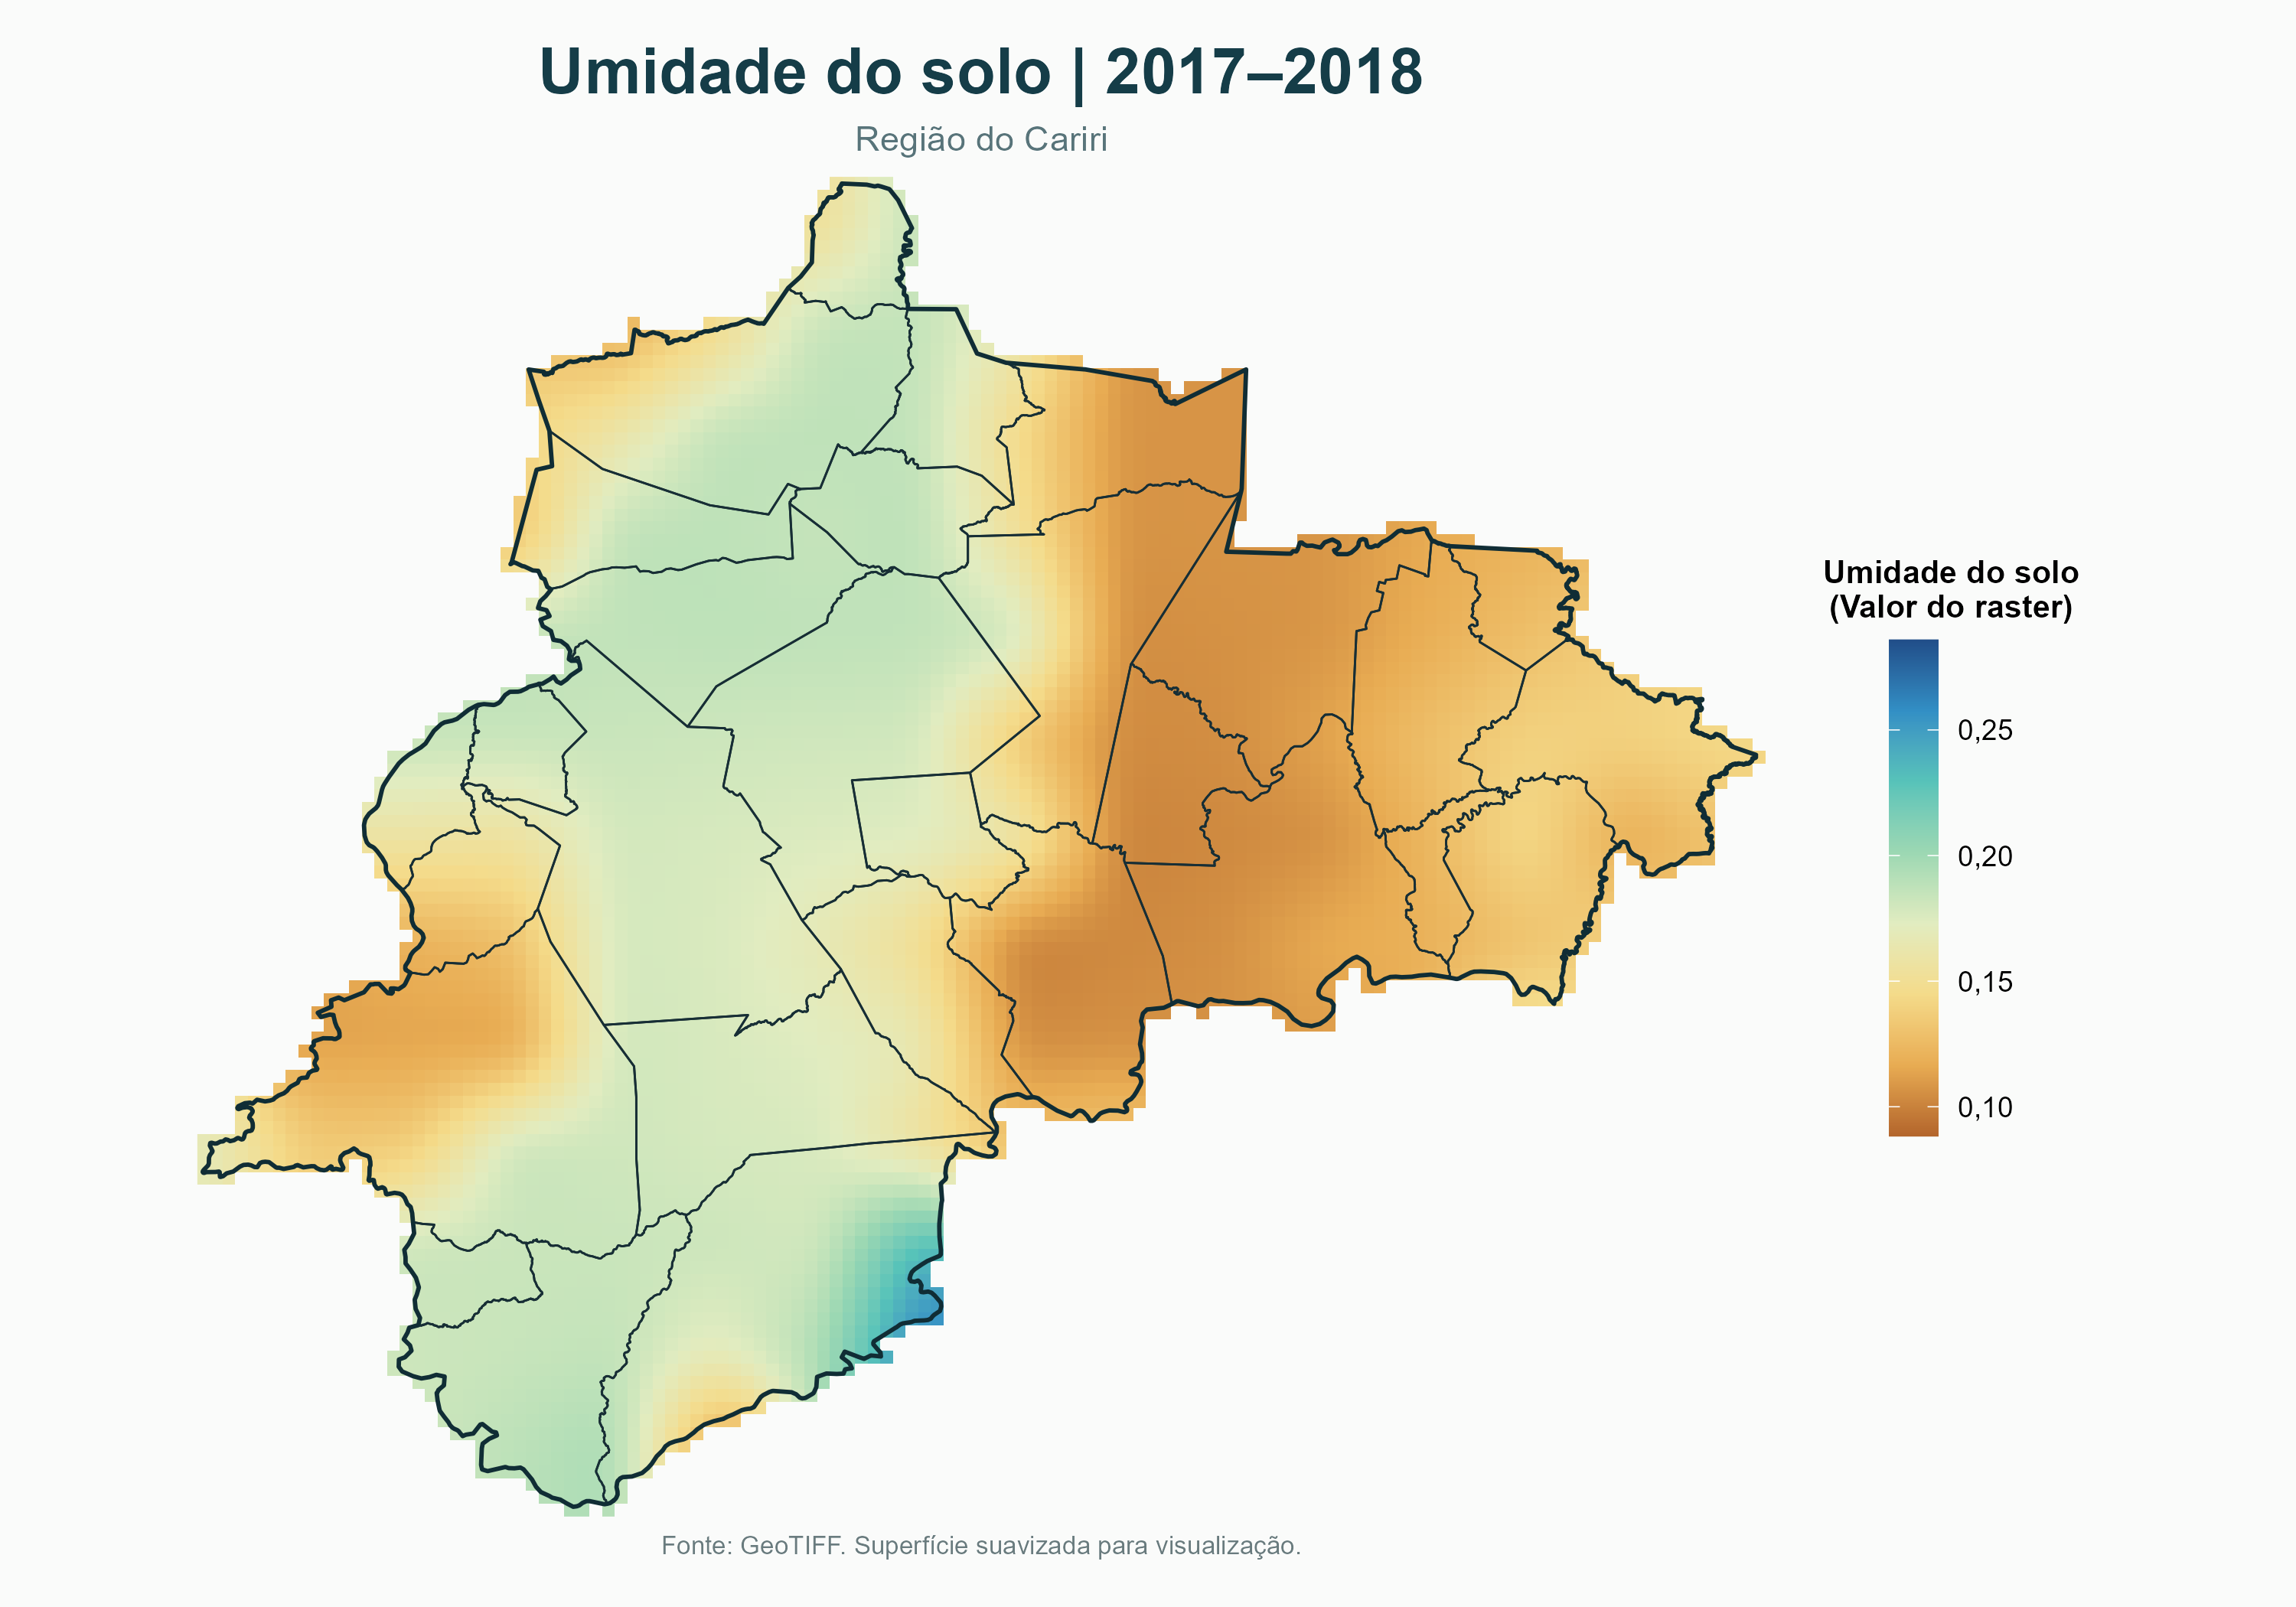 Umidade do solo | 2017–2018
Região do Cariri
Umidade do solo
(Valor do raster)
0,25
0,20
0,15
0,10
Fonte: GeoTIFF. Superfície suavizada para visualização.